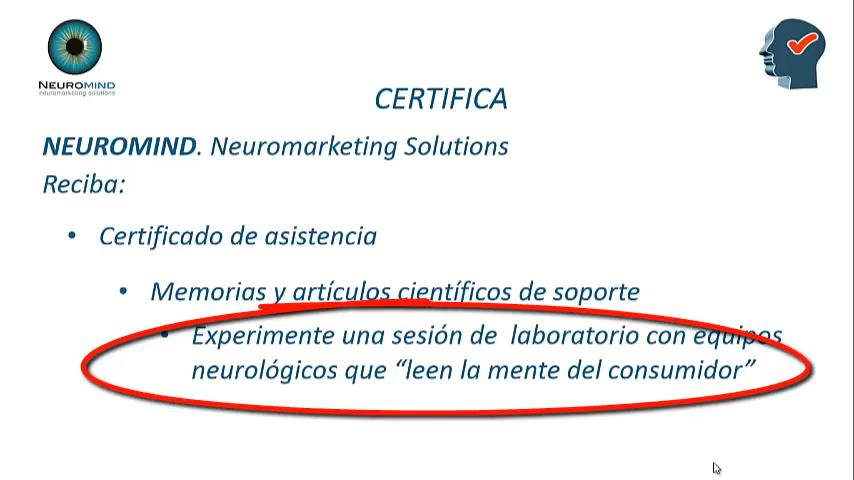 NEUROMIND
neuromarketing solutions
CERTIFICA
NEUROMIND. Neuromarketing Solutions
Reciba:
• Certificado de asistencia
• Memorias y artículos científicos de soporte
• Experimente una sesión de laboratorio con equipos
neurológicos que “leen la mente del consumidor”